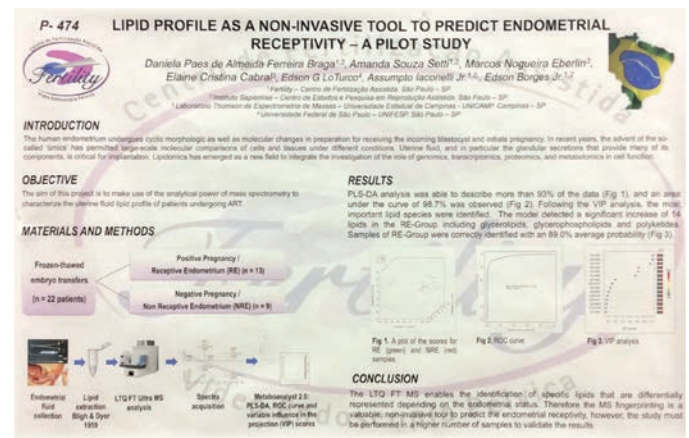 P- 474
LIPID PROFILE AS A NON-INVASIVE TOOL TO PREDICT ENDOMETRIAL
RECEPTIVITY – A PILOT STUDY
Fertility
Daniela Paes de Almeida Ferreira Braga1,2, Amanda Souza Setti1,2, Marcos Nogueira Eberlin3,
Elaine Cristina Cabral3, Edson G LoTurco4, Assumpto Iaconelli Jr.1,2, Edson Borges Jr.1,2
1 Fertility – Centro de Fertilização Assistida. São Paulo – SP
2 Instituto Sapientiae – Centro de Estudos e Pesquisa em Reprodução Assistida. São Paulo – SP
3 Laboratório Thomson de Espectrometria de Massas – Universidade Estadual de Campinas - UNICAMP. Campinas – SP
4 Universidade Federal de São Paulo – UNIFESP. São Paulo – SP
INTRODUCTION
The human endometrium undergoes cyclic morphologic as well as molecular changes in preparation for receiving the incoming blastocyst and initiate pregnancy. In recent years, the advent of the so-
called 'omics' has permitted large-scale molecular comparisons of cells and tissues under different conditions. Uterine fluid, and in particular the glandular secretions that provide many of its
components, is critical for implantation. Lipidomics has emerged as a new field to integrate the investigation of the role of genomics, transcriptomics, proteomics, and metabolomics in cell function.
OBJECTIVE
The aim of this project is to make use of the analytical power of mass spectrometry to
characterize the uterine fluid lipid profile of patients undergoing ART.
MATERIALS AND METHODS
Frozen-thawed
embryo transfers
(n = 22 patients)
Positive Pregnancy /
Receptive Endometrium (RE) (n = 13)
Negative Pregnancy /
Non Receptive Endometrium (NRE) (n = 9)
Endometrial
fluid
collection
Lipid
extraction
Bligh & Dyer
1959
LTQ FT Ultra MS
analysis
Spectra
acquisition
Metaboanalyst 2.0:
PLS-DA, ROC curve and
variable influence in the
projection (VIP) scores
RESULTS
PLS-DA analysis was able to describe more than 93% of the data (Fig 1), and an area
under the curve of 98.7% was observed (Fig 2). Following the VIP analysis, the most
important lipid species were identified. The model detected a significant increase of 14
lipids in the RE-Group including glycerolipids, glycerophospholipids and polyketides.
Samples of RE-Group were correctly identified with an 89.0% average probability (Fig 3).
Fig 1. A plot of the scores for
RE (green) and NRE (red)
samples
Fig 2. ROC curve
Fig 3. VIP analysis
CONCLUSION
The LTQ FT MS enables the identification of specific lipids that are differentially
represented depending on the endometrial status. Therefore the MS fingerprinting is a
valuable, non-invasive tool to predict the endometrial receptivity, however, the study must
be performed in a higher number of samples to validate the results.